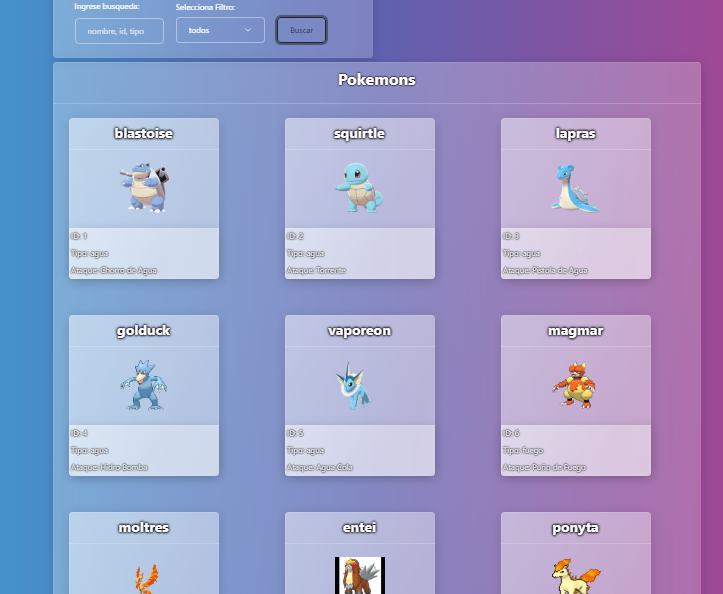 Ingrese busqueda:
Selecciona Filtro:
nombre, id, tipo
todos
Buscar
Pokemons
blastoise
squirtle
lapras
ID: 1
ID: 2
ID: 3
Tipo: agua
Tipo: agua
Tipo: agua
Ataque: Chorro de Agua
Ataque: Torrente
Ataque: Pistola de Agua
golduck
vaporeon
magmar
ID: 4
ID: 5
ID: 6
Tipo: agua
Tipo: agua
Tipo: fuego
Ataque: Hidro Bomba
Ataque: Agua Cola
Ataque: Puño de Fuego
moltres
entei
ponyta